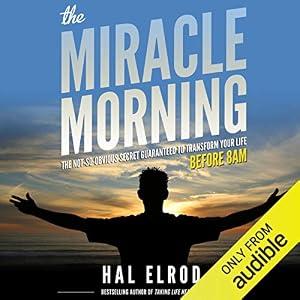 the
MIRACLE
MORNING
THE NOT-SO-OBVIOUS SECRET GUARANTEED TO TRANSFORM YOUR LIFE
BEFORE 8AM
HAL ELROD
BESTSELLING AUTHOR OF TAKING LIFE
ONLY FROM
audible